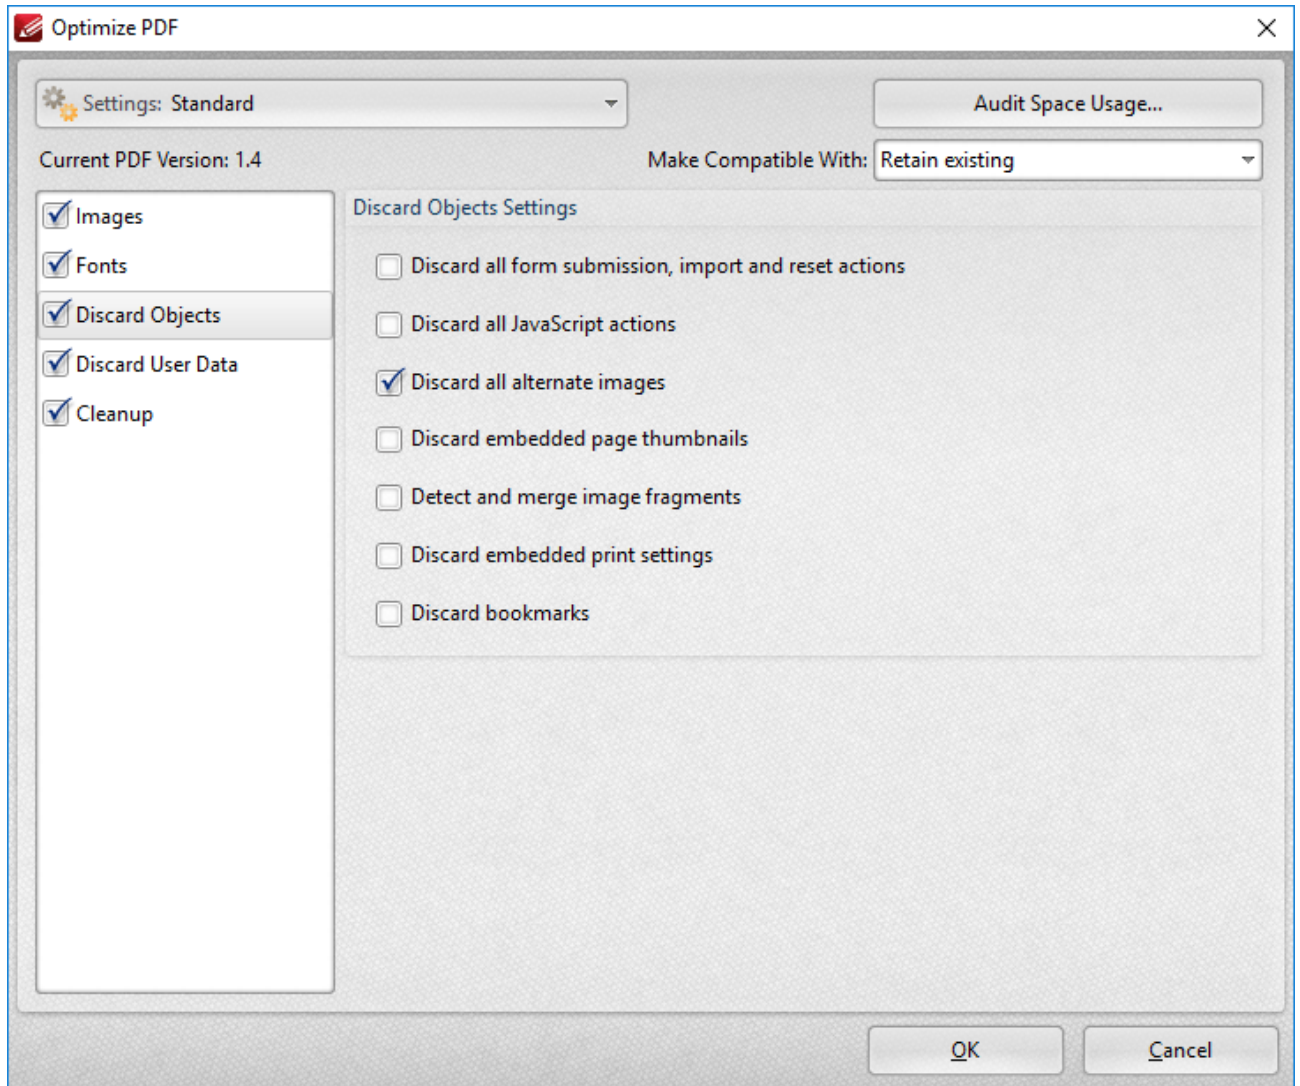 Optimize PDF
Settings: Standard
Audit Space Usage...
Current PDF Version: 1.4
Make Compatible With: Retain existing
Images
Fonts
Discard Objects
Discard User Data
Cleanup
Discard Objects Settings
Discard all form submission, import and reset actions
Discard all JavaScript actions
Discard all alternate images
Discard embedded page thumbnails
Detect and merge image fragments
Discard embedded print settings
Discard bookmarks
OK
Cancel